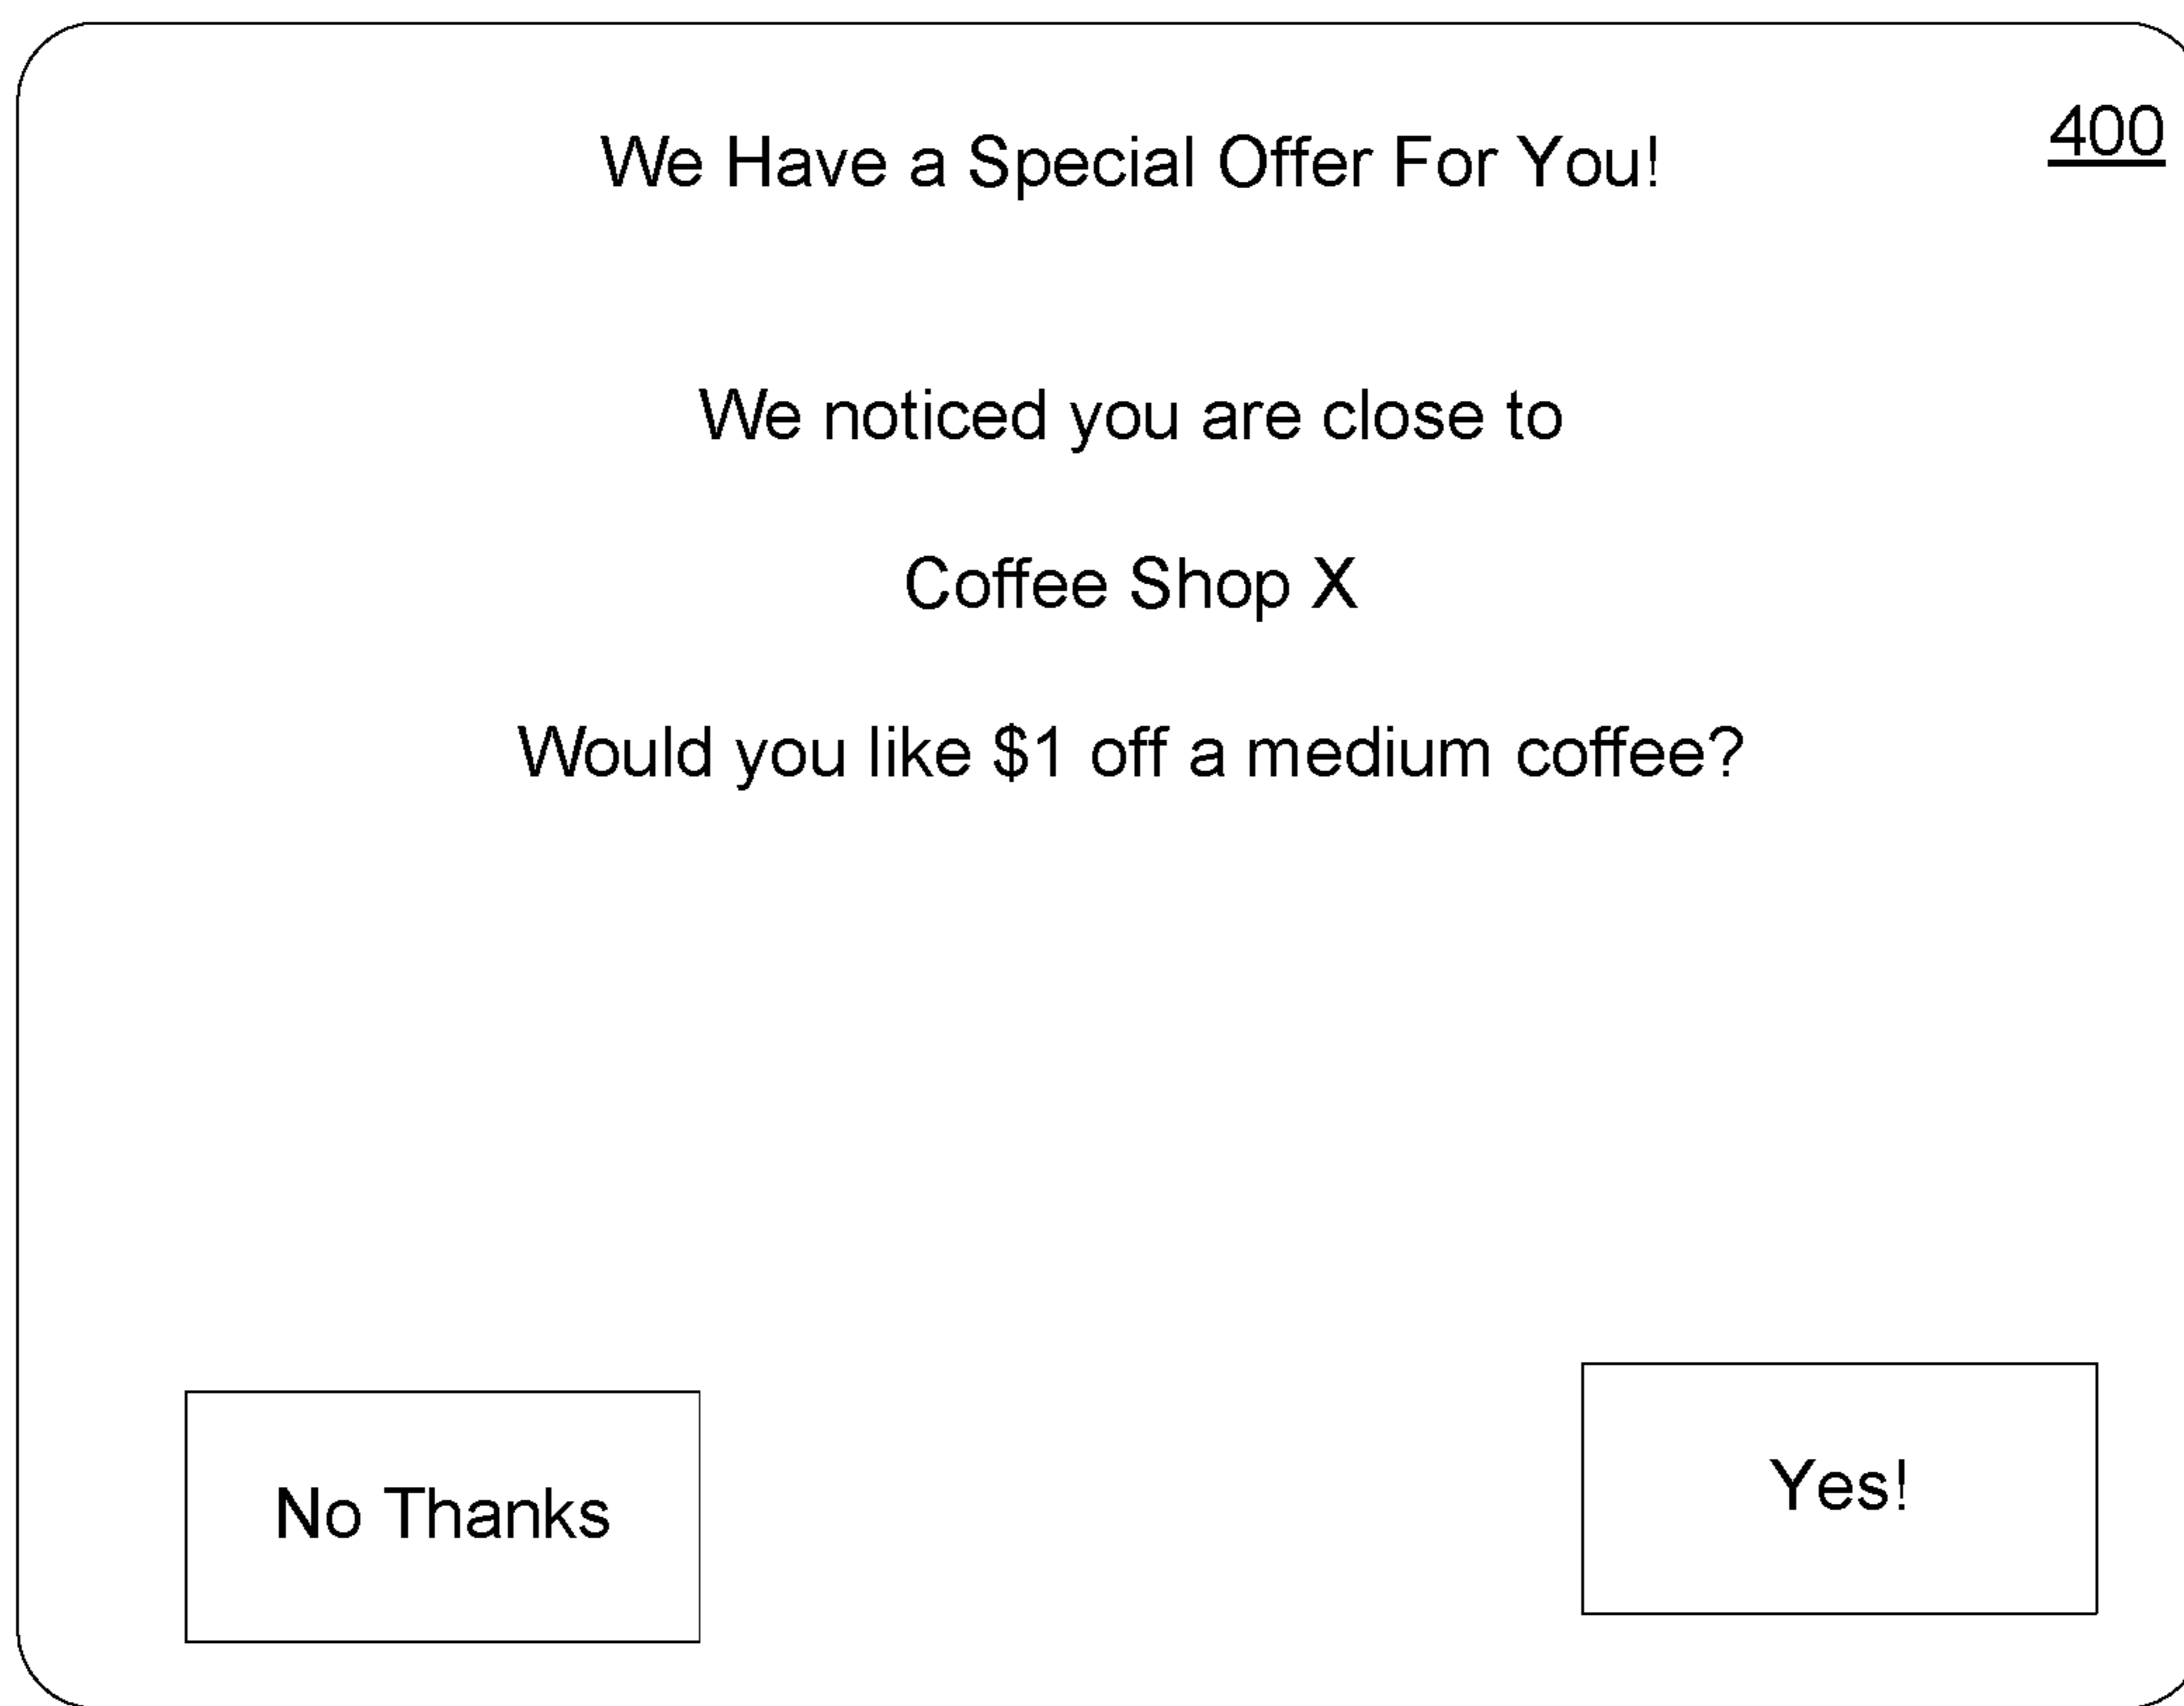 400
We Have a Special Offer For You!
We noticed you are close to
Coffee Shop X
Would you like $1 off a medium coffee?
No Thanks
Yes!